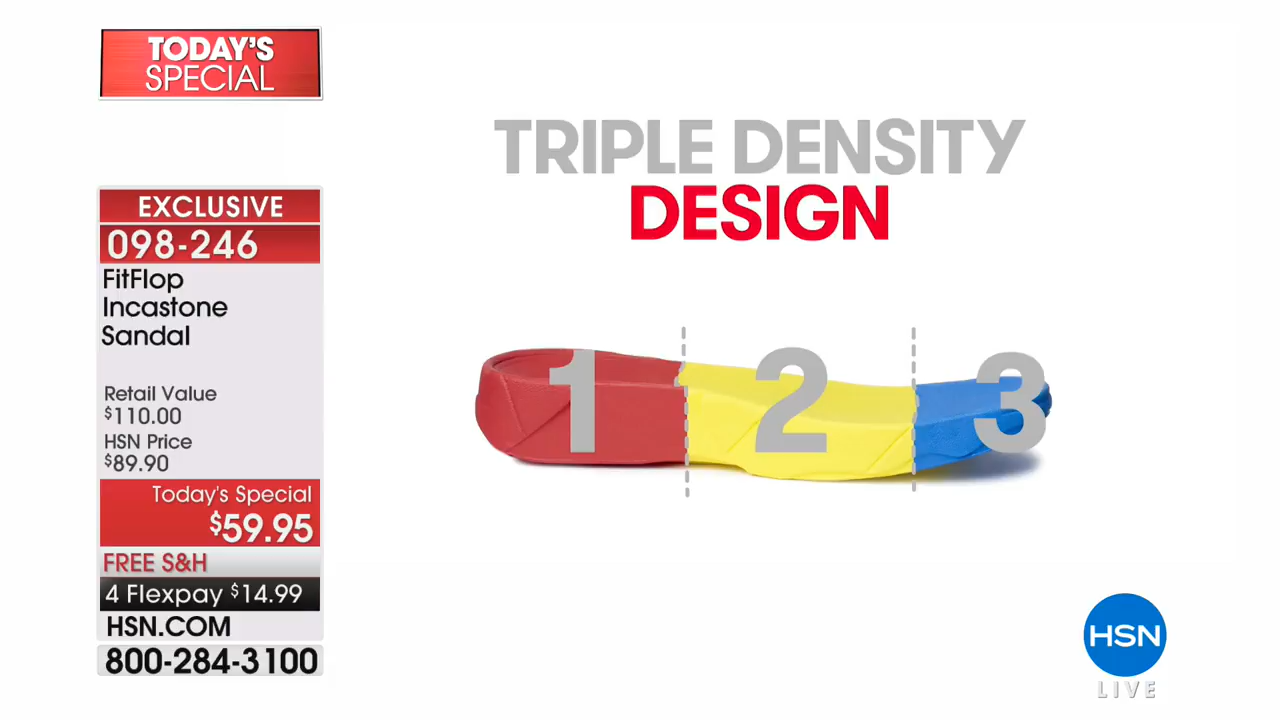 TODAY'S
SPECIAL
TRIPLE DENSITY
DESIGN
EXCLUSIVE
098-246
FitFlop
Incastone
Sandal
Retail Value
$110.00
HSN Price
$89.90
Today's Special
$59.95
FREE S&H
4 Flexpay $14.99
HSN.COM
800-284-3100
1 2 3
HSN
LIVE